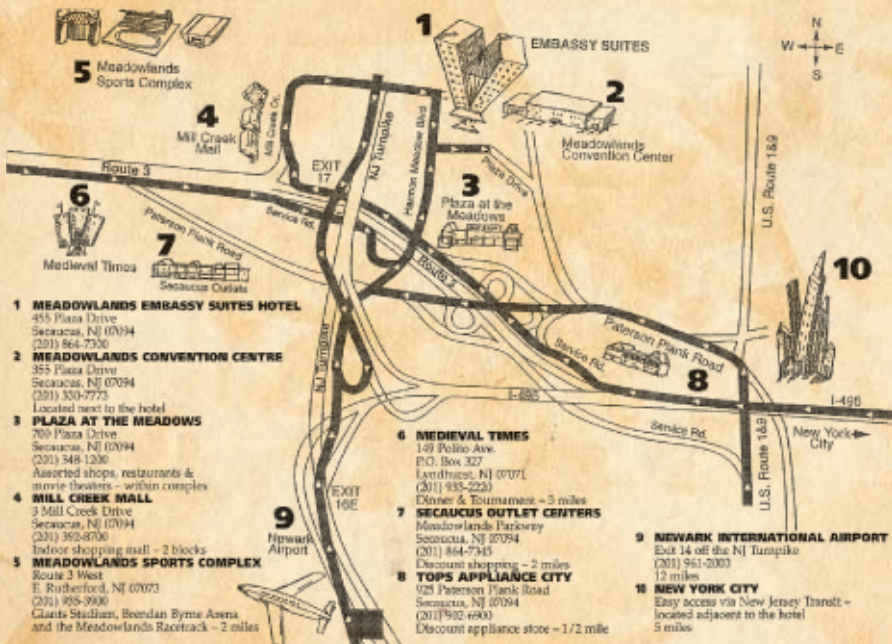 1
EMBASSY SUITES
N
W E
S
5 Meadowlands
Sports Complex
4
Mill Creek
Mall
Mill Creek Dr.
2
Meadowlands
Convention Center
EXIT
17
NJ Turnpike
Harmon Meadow Blvd
Plaza Drive
U.S. Route 1&9
Route 3
6
Medieval Times
Paterson Plank Road
Service Rd.
7
Secaucus Outlets
3
Plaza at the
Meadows
Route 3
10
Paterson Plank Road
Service Rd.
8
I-495
I-495
New York
City
Service Rd.
U.S. Route 1&9
NJ Turnpike
EXIT
16E
9
Newark
Airport
1 MEADOWLANDS EMBASSY SUITES HOTEL
455 Plaza Drive
Secaucus, NJ 07094
(201) 864-7300
2 MEADOWLANDS CONVENTION CENTRE
355 Plaza Drive
Secaucus, NJ 07094
(201) 330-7773
Located next to the hotel
3 PLAZA AT THE MEADOWS
700 Plaza Drive
Secaucus, NJ 07094
(201) 348-1200
Assorted shops, restaurants &
movie theaters – within complex
4 MILL CREEK MALL
3 Mill Creek Drive
Secaucus, NJ 07094
(201) 392-8700
Indoor shopping mall – 2 blocks
5 MEADOWLANDS SPORTS COMPLEX
Route 3 West
E. Rutherford, NJ 07073
(201) 935-3900
Giants Stadium, Brendan Byrne Arena
and the Meadowlands Racetrack – 2 miles
6 MEDIEVAL TIMES
149 Polito Ave.
P.O. Box 327
Lyndhurst, NJ 07071
(201) 933-2220
Dinner & Tournament – 3 miles
7 SECAUCUS OUTLET CENTERS
Meadowlands Parkway
Secaucus, NJ 07094
(201) 864-7345
Discount shopping – 2 miles
8 TOPS APPLIANCE CITY
925 Paterson Plank Road
Secaucus, NJ 07094
(201) 902-6900
Discount appliance store – 1/2 mile
9 NEWARK INTERNATIONAL AIRPORT
Exit 14 off the NJ Turnpike
(201) 961-2000
12 miles
10 NEW YORK CITY
Easy access via New Jersey Transit –
located adjacent to the hotel
5 miles